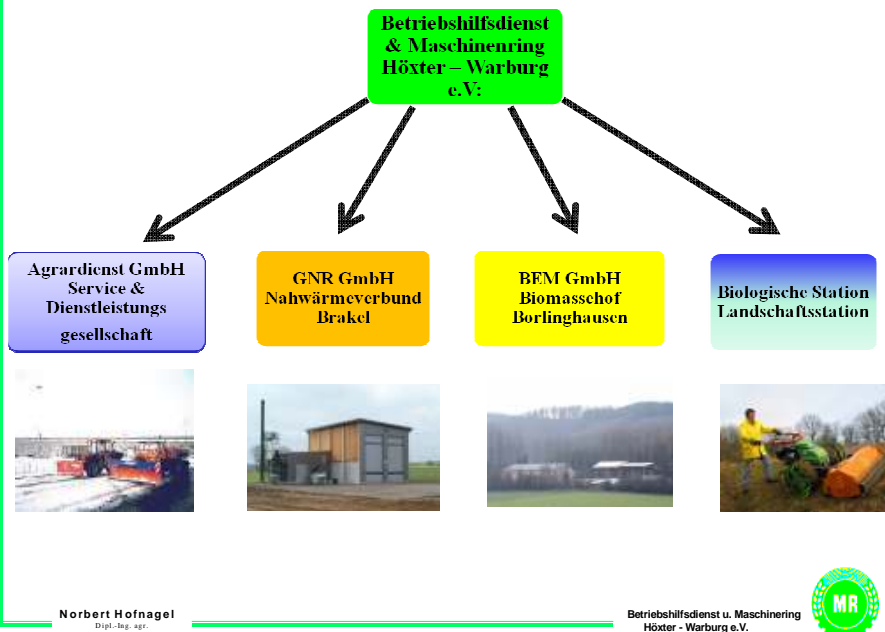 Betriebshilfsdienst
& Maschinenring
Höxter – Warburg
e.V:
Agrardienst GmbH
Service &
Dienstleistungs
gesellschaft
GNR GmbH
Nahwärmeverbund
Brakel
BEM GmbH
Biomassehof
Borlinghausen
Biologische Station
Landschaftsstation
Norbert Hofnagel
Dipl.-Ing. agr.
Betriebshilfsdienst u. Maschinering
Höxter - Warburg e.V.
MR